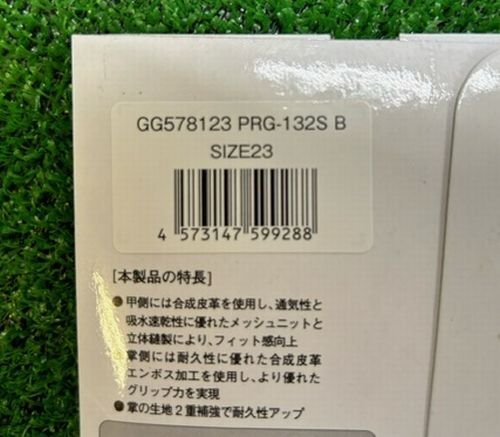 GG578123 PRG-132S B
SIZE23
4 573147 599288
[本製品の特長]
●甲側には合成皮革を使用し、通気性と
吸水速乾性に優れたメッシュニットと
立体縫製により、フィット感向上
●掌側には耐久性に優れた合成皮革
エンボス加工を使用し、より優れた
グリップ力を実現
●掌の生地2重補強で耐久性アップ